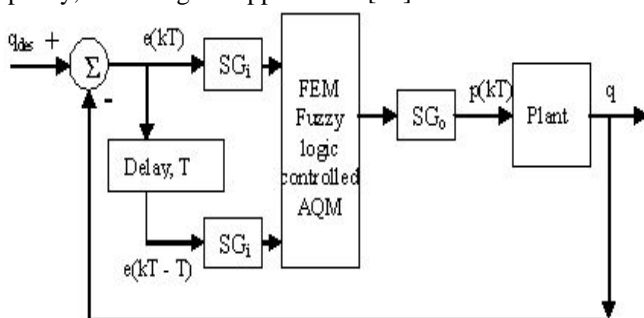 q_des +
Σ
-
e(kT)
SG_i
Delay, T
SG_i
e(kT - T)
FEM
Fuzzy
logic
controlled
AQM
SG_o
p(kT)
Plant
q